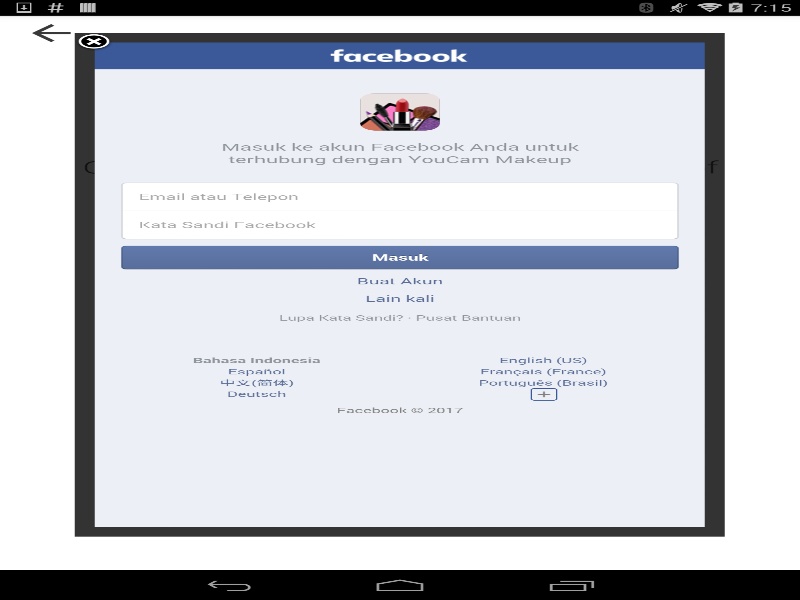 7:15
facebook
Masuk ke akun Facebook Anda untuk
terhubung dengan YouCam Makeup
Email atau Telepon
Kata Sandi Facebook
Masuk
Buat Akun
Lain kali
Lupa Kata Sandi? · Pusat Bantuan
Bahasa Indonesia
English (US)
Español
Français (France)
中文(简体)
Português (Brasil)
Deutsch
Facebook © 2017